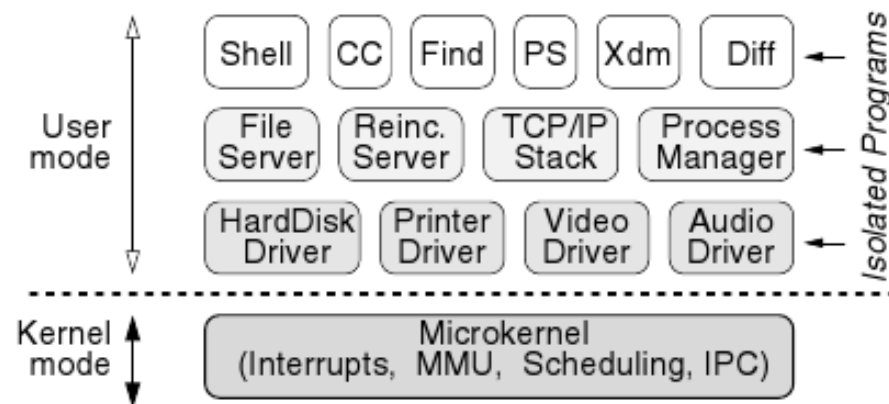 Shell CC Find PS Xdm Diff
User mode
File Server
Reinc. Server
TCP/IP Stack
Process Manager
HardDisk Driver
Printer Driver
Video Driver
Audio Driver
Isolated Programs
Kernel mode
Microkernel
(Interrupts, MMU, Scheduling, IPC)